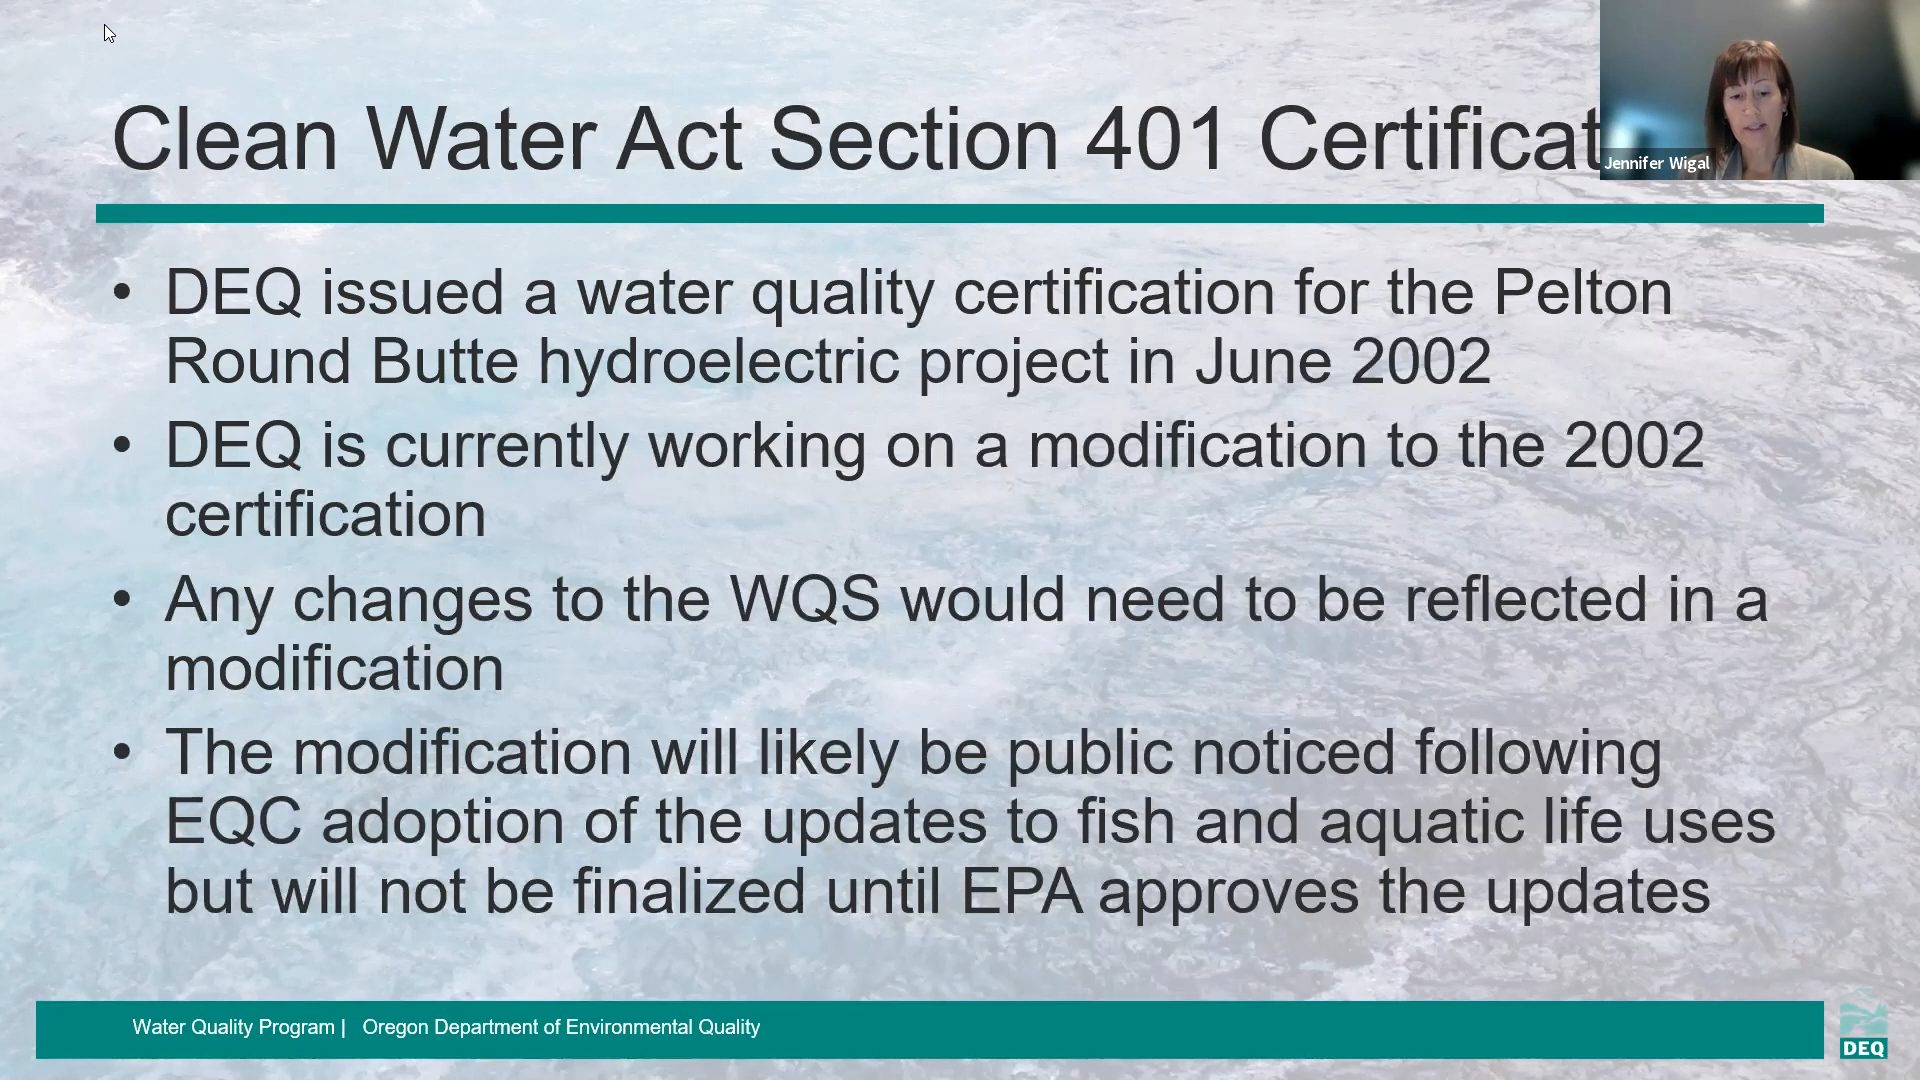 Clean Water Act Section 401 Certificat
Jennifer Wigal
• DEQ issued a water quality certification for the Pelton
Round Butte hydroelectric project in June 2002
• DEQ is currently working on a modification to the 2002
certification
• Any changes to the WQS would need to be reflected in a
modification
• The modification will likely be public noticed following
EQC adoption of the updates to fish and aquatic life uses
but will not be finalized until EPA approves the updates
Water Quality Program | Oregon Department of Environmental Quality
DEQ